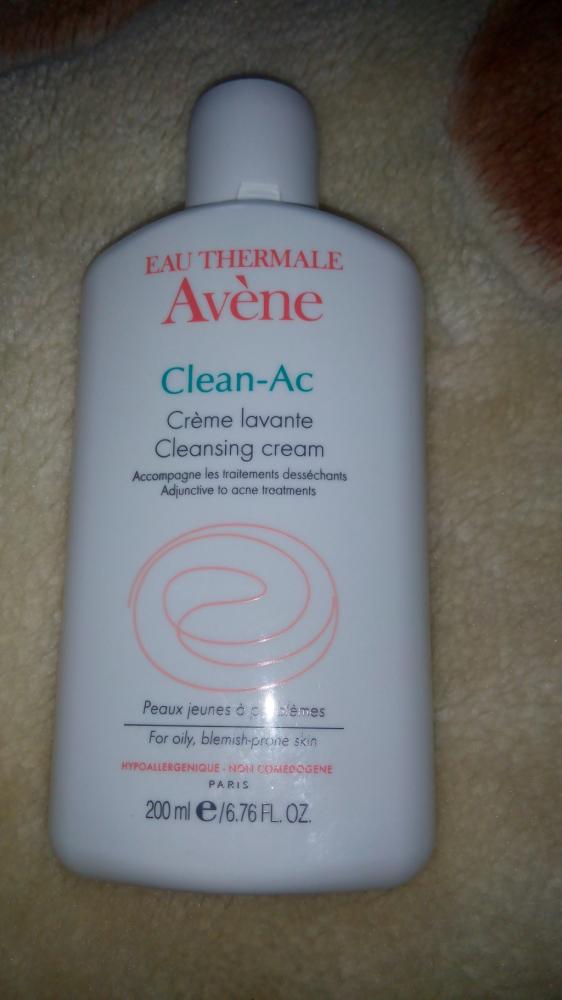 EAU THERMALE
Avène
Clean-Ac
Crème lavante
Cleansing cream
Accompagne les traitements desséchants
Adjunctive to acne treatments
Peaux jeunes à problèmes
For oily, blemish-prone skin
HYPOALLERGENIQUE - NON COMEDOGENE
PARIS
200 ml e/6.76 FL. OZ.